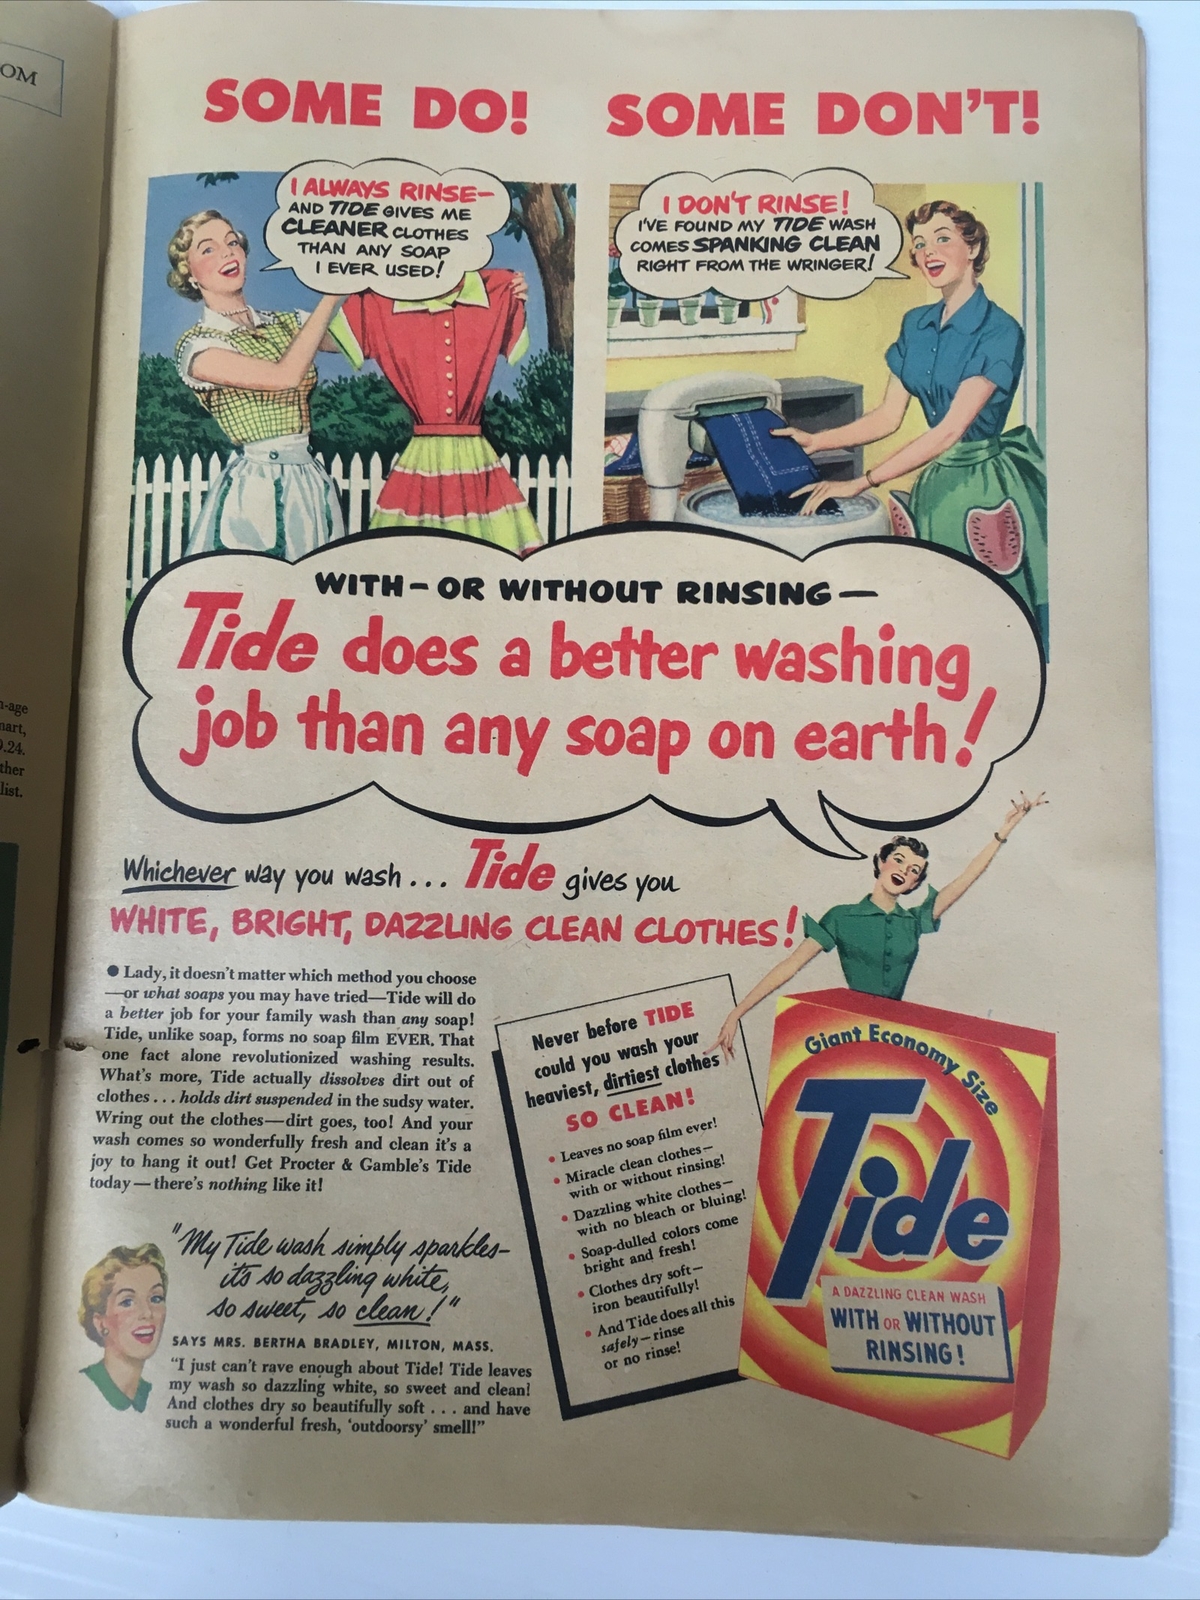 OM
SOME DO!
SOME DON'T!
I ALWAYS RINSE—
AND TIDE GIVES ME
CLEANER CLOTHES
THAN ANY SOAP
I EVER USED!
I DON'T RINSE!
I'VE FOUND MY TIDE WASH
COMES SPANKING CLEAN
RIGHT FROM THE WRINGER!
WITH—OR WITHOUT RINSING—
Tide does a better washing
job than any soap on earth!
n-age
mart,
9.24.
ther
list.
Whichever way you wash... Tide gives you
WHITE, BRIGHT, DAZZLING CLEAN CLOTHES!
● Lady, it doesn't matter which method you choose
—or what soaps you may have tried—Tide will do
a better job for your family wash than any soap!
Tide, unlike soap, forms no soap film EVER. That
one fact alone revolutionized washing results.
What's more, Tide actually dissolves dirt out of
clothes . . . holds dirt suspended in the sudsy water.
Wring out the clothes—dirt goes, too! And your
wash comes so wonderfully fresh and clean it's a
joy to hang it out! Get Procter & Gamble's Tide
today—there's nothing like it!
"My Tide wash simply sparkles—
it's so dazzling white,
so sweet, so clean!"
SAYS MRS. BERTHA BRADLEY, MILTON, MASS.
"I just can't rave enough about Tide! Tide leaves
my wash so dazzling white, so sweet and clean!
And clothes dry so beautifully soft . . . and have
such a wonderful fresh, 'outdoorsy' smell!"
Never before TIDE
could you wash your
heaviest, dirtiest clothes
SO CLEAN!
• Leaves no soap film ever!
• Miracle clean clothes—
with or without rinsing!
• Dazzling white clothes—
with no bleach or bluing!
• Soap-dulled colors come
bright and fresh!
• Clothes dry soft—
iron beautifully!
• And Tide does all this
safely—rinse
or no rinse!
Giant Economy Size
Tide
A DAZZLING CLEAN WASH
WITH OR WITHOUT
RINSING!